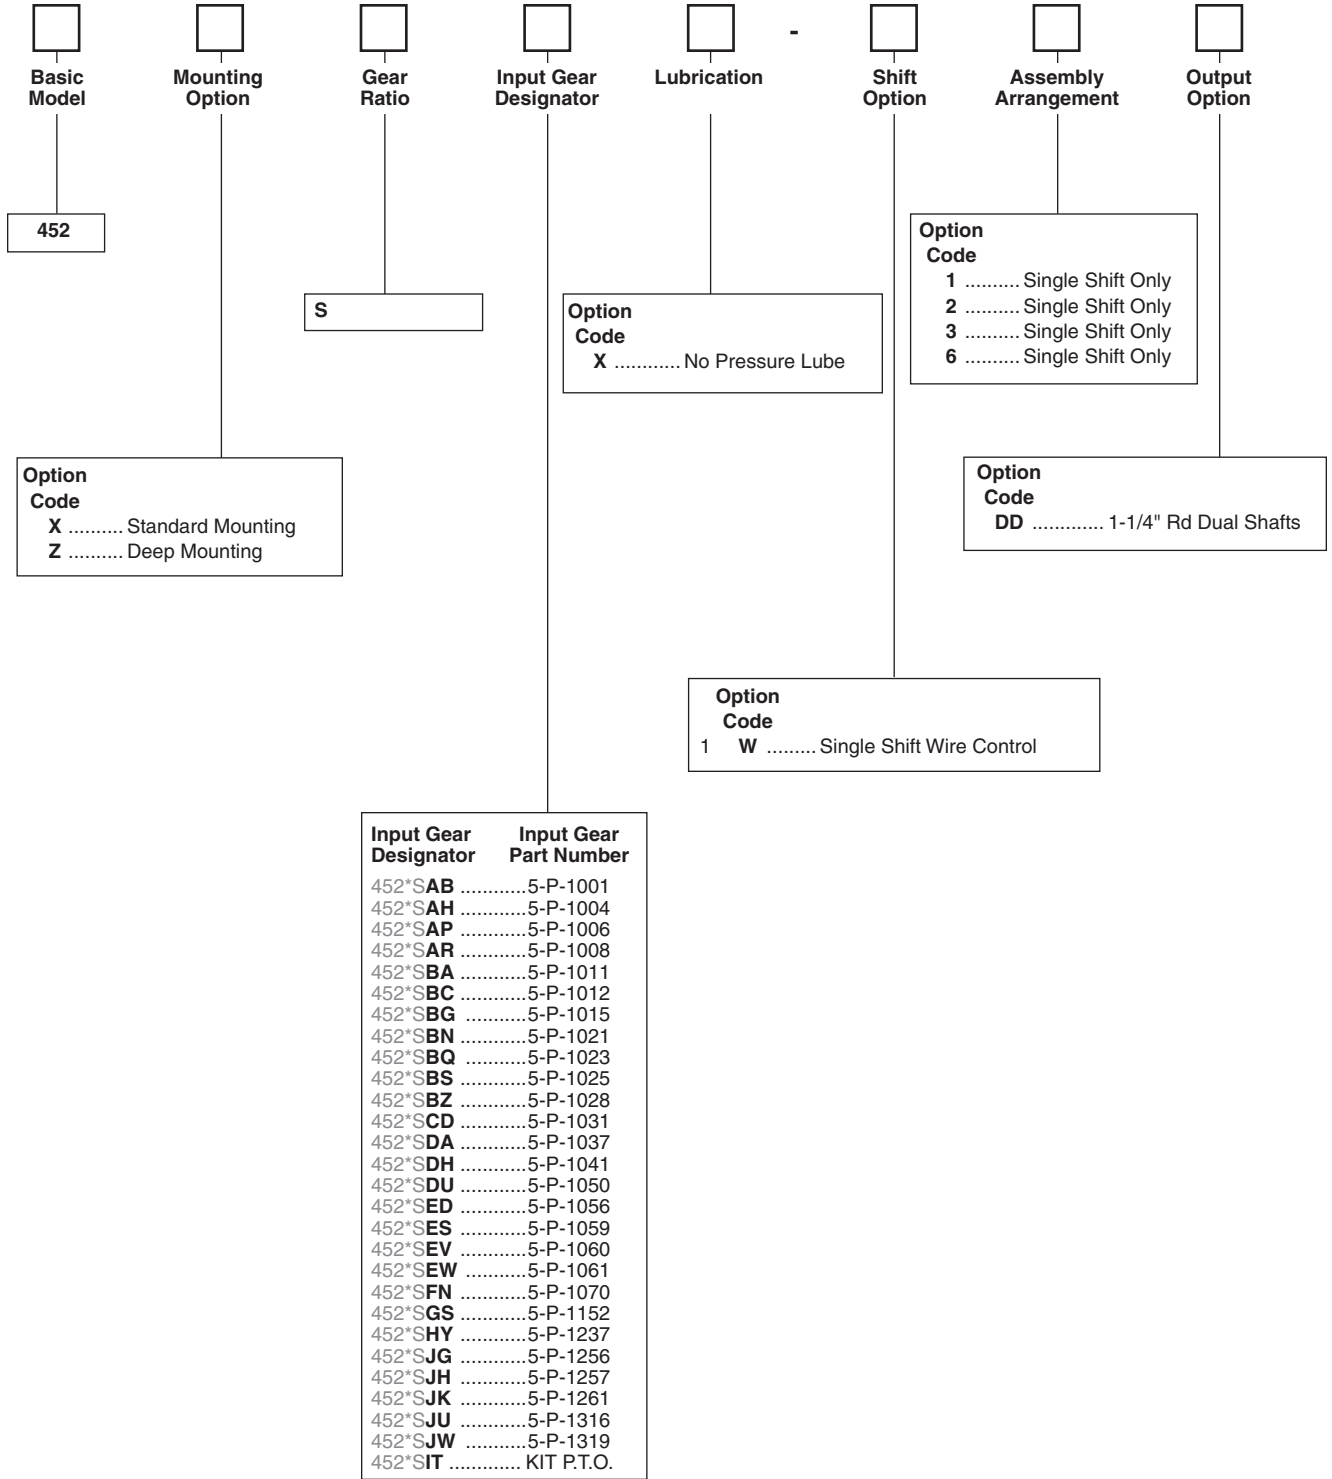 -
Basic Model
Mounting Option
Gear Ratio
Input Gear Designator
Lubrication
Shift Option
Assembly Arrangement
Output Option
452
Option
Code
1 .......... Single Shift Only
2 .......... Single Shift Only
3 .......... Single Shift Only
6 .......... Single Shift Only
S
Option
Code
X ............ No Pressure Lube
Option
Code
X .......... Standard Mounting
Z .......... Deep Mounting
Option
Code
DD ............. 1-1/4" Rd Dual Shafts
Option
Code
1 W ......... Single Shift Wire Control
Input Gear Designator
Input Gear Part Number
452*SAB ............5-P-1001
452*SAH ............5-P-1004
452*SAP ............5-P-1006
452*SAR ............5-P-1008
452*SBA ............5-P-1011
452*SBC ............5-P-1012
452*SBG ...........5-P-1015
452*SBN ............5-P-1021
452*SBQ ...........5-P-1023
452*SBS ............5-P-1025
452*SBZ ............5-P-1028
452*SCD ............5-P-1031
452*SDA ............5-P-1037
452*SDH ............5-P-1041
452*SDU ............5-P-1050
452*SED ............5-P-1056
452*SES ............5-P-1059
452*SEV ............5-P-1060
452*SEW ...........5-P-1061
452*SFN ............5-P-1070
452*SGS ............5-P-1152
452*SHY ............5-P-1237
452*SJG ............5-P-1256
452*SJH ............5-P-1257
452*SJK ............5-P-1261
452*SJU ............5-P-1316
452*SJW ...........5-P-1319
452*SIT ............. KIT P.T.O.